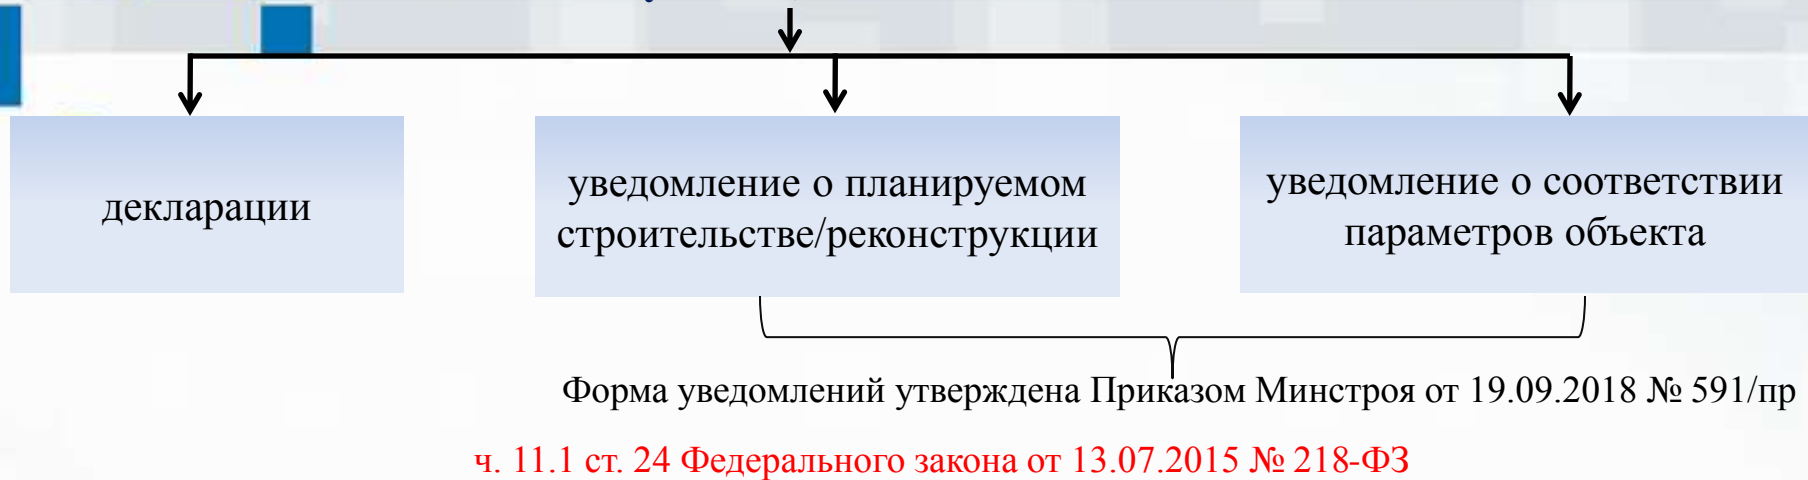 декларации
уведомление о планируемом
строительстве/реконструкции
уведомление о соответствии
параметров объекта
Форма уведомлений утверждена Приказом Минстроя от 19.09.2018 № 591/пр
ч. 11.1 ст. 24 Федерального закона от 13.07.2015 № 218-ФЗ